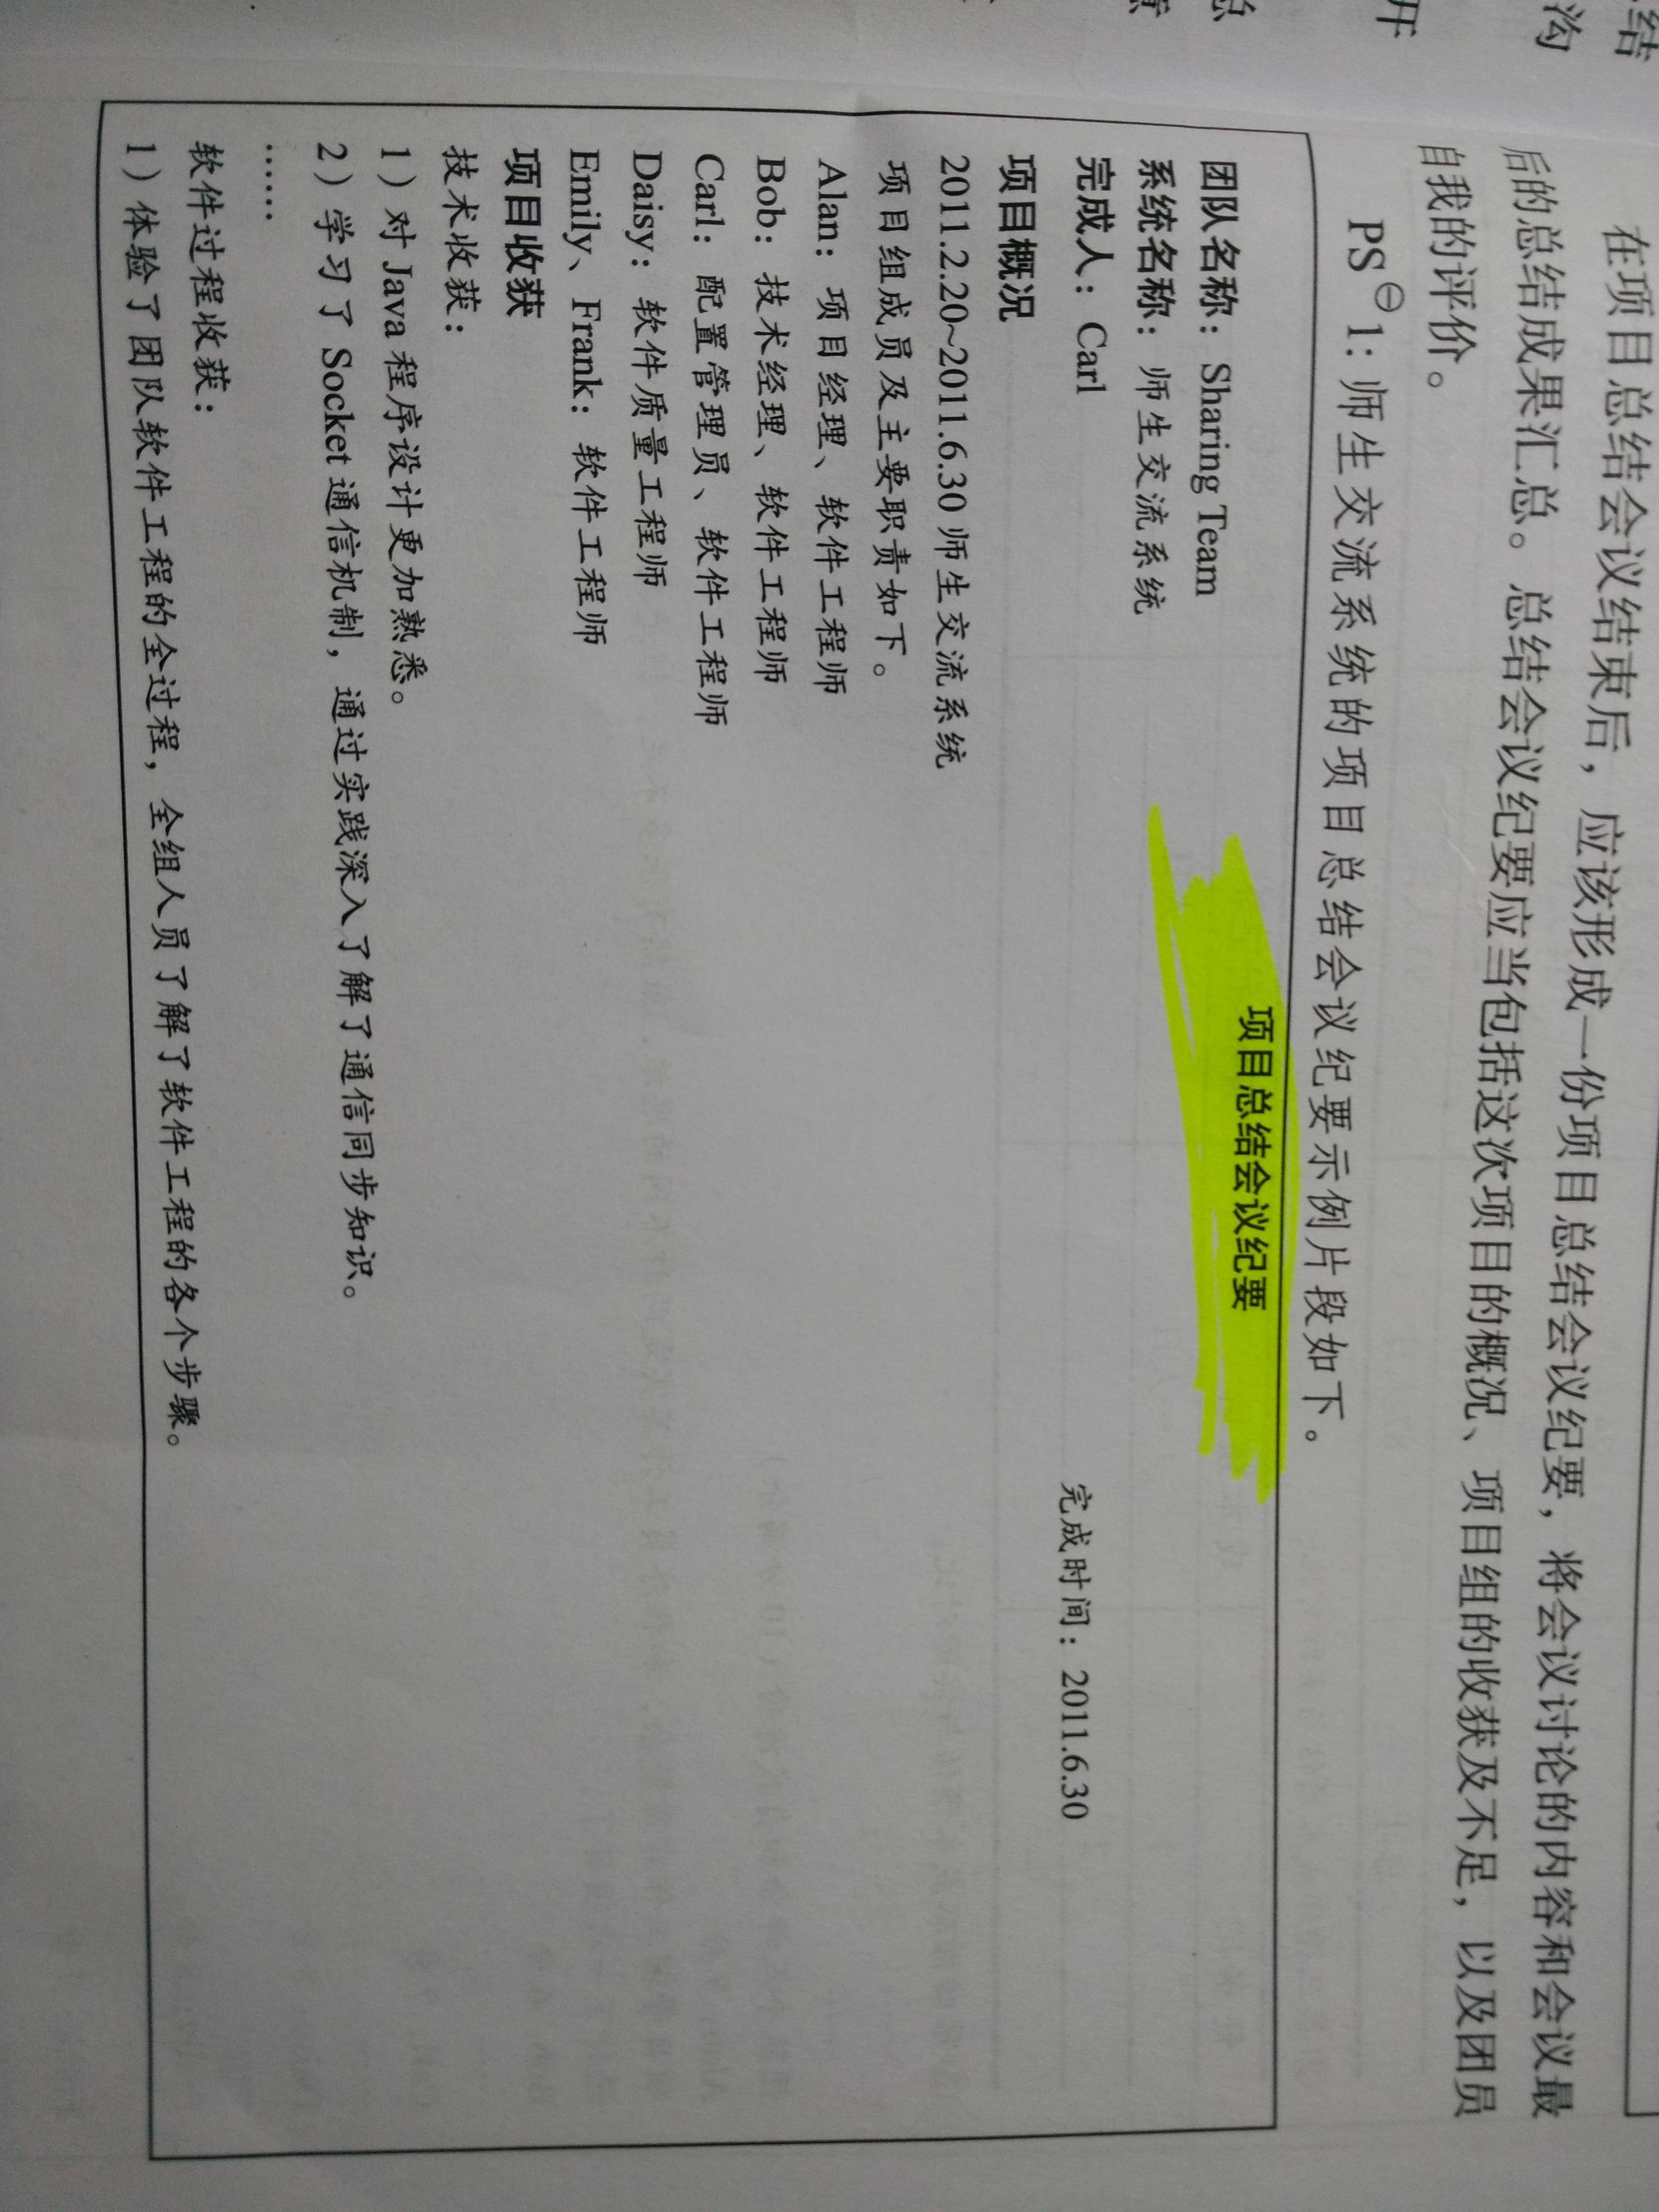 在项目总结会议结束后，应该形成一份项目总结会议纪要，将会议讨论的内容和会议最
后的总结成果汇总。总结会议纪要应当包括这次项目的概况、项目组的收获及不足，以及团员
自我的评价。
PS㊀1：师生交流系统的项目总结会议纪要示例片段如下。
项目总结会议纪要
团队名称：Sharing Team
系统名称：师生交流系统
完成人：Carl 完成时间：2011.6.30
项目概况
2011.2.20~2011.6.30 师生交流系统
项目组成员及主要职责如下。
Alan：项目经理、软件工程师
Bob：技术经理、软件工程师
Carl：配置管理员、软件工程师
Daisy：软件质量工程师
Emily、Frank：软件工程师
项目收获
技术收获：
1）对 Java 程序设计更加熟悉。
2）学习了 Socket 通信机制，通过实践深入了解了通信同步知识。
……
软件过程收获：
1）体验了团队软件工程的全过程，全组人员了解了软件工程的各个步骤。